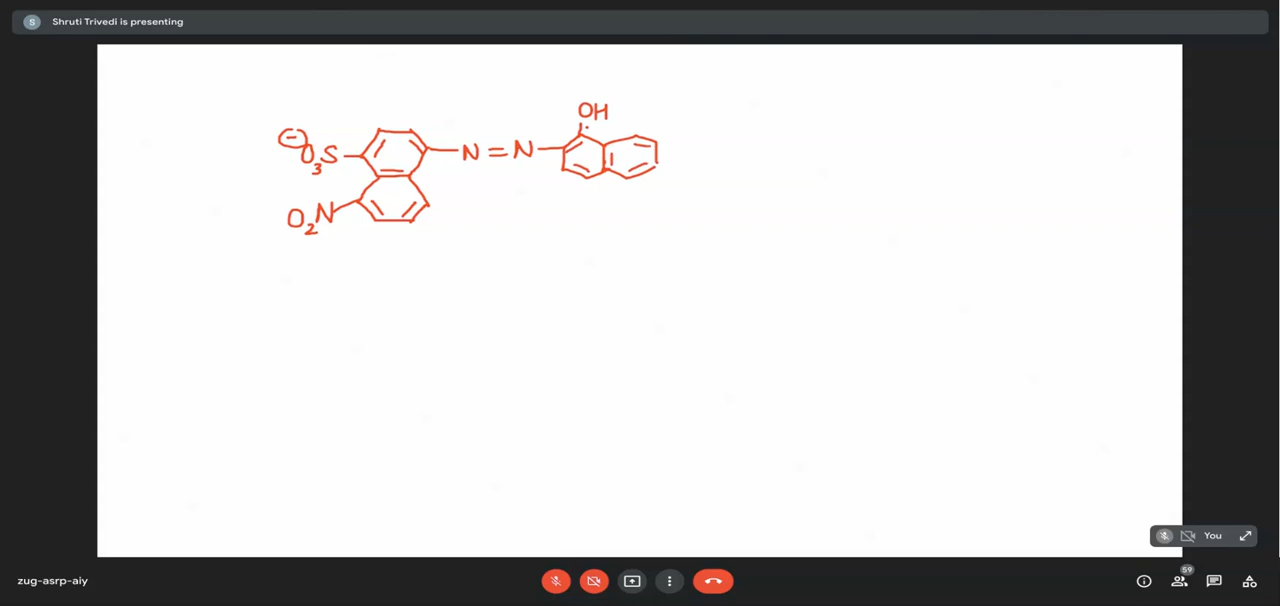 S Shruti Trivedi is presenting
OH
⊖O3S N=N
O2N
You
zug-asrp-aiy
59